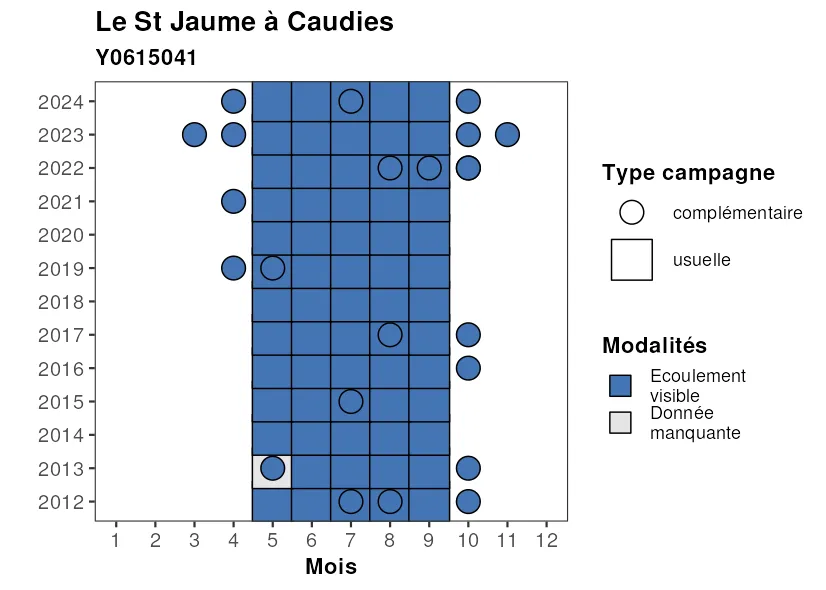 Le St Jaume à Caudies
Y0615041
2024
2023
2022
2021
2020
2019
2018
2017
2016
2015
2014
2013
2012
1 2 3 4 5 6 7 8 9 10 11 12
Mois
Type campagne
complémentaire
usuelle
Modalités
Ecoulement
visible
Donnée
manquante